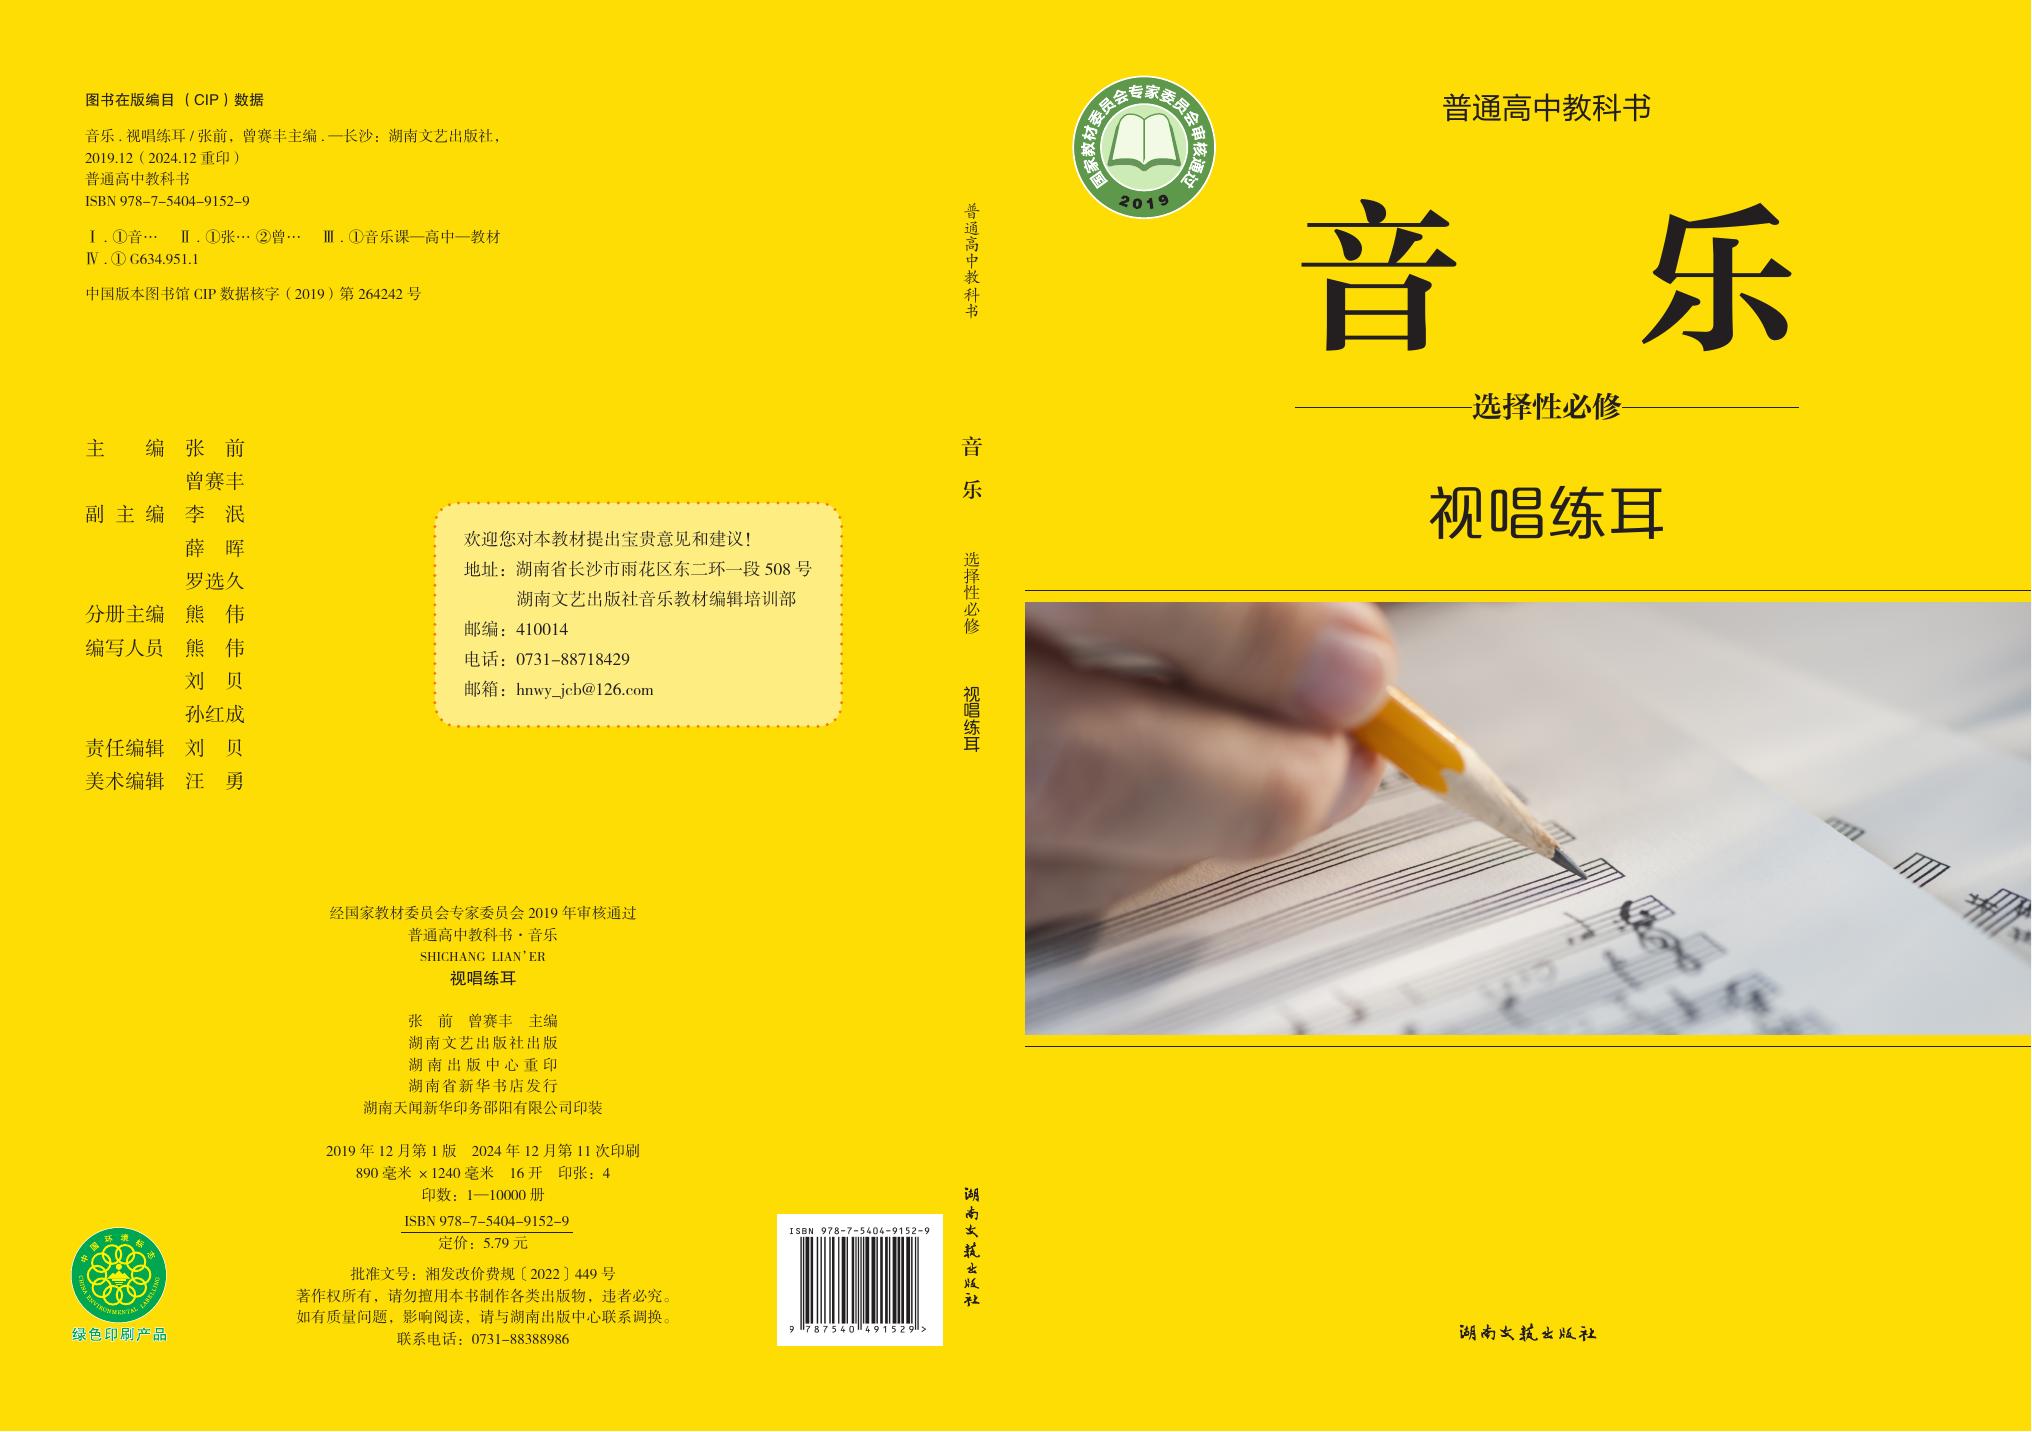 图书在版编目（CIP）数据
音乐 . 视唱练耳 / 张前，曾赛丰主编 . —长沙：湖南文艺出版社，
2019.12（2024.12 重印）
普通高中教科书
ISBN 978-7-5404-9152-9
Ⅰ . ①音… Ⅱ . ①张… ②曾… Ⅲ . ①音乐课—高中—教材
Ⅳ . ① G634.951.1
中国版本图书馆 CIP 数据核字（2019）第 264242 号
主 编 张 前
曾赛丰
副 主 编 李 泯
薛 晖
罗选久
分册主编 熊 伟
编写人员 熊 伟
刘 贝
孙红成
责任编辑 刘 贝
美术编辑 汪 勇
欢迎您对本教材提出宝贵意见和建议！
地址：湖南省长沙市雨花区东二环一段 508 号
湖南文艺出版社音乐教材编辑培训部
邮编：410014
电话：0731-88718429
邮箱：hnwy_jcb@126.com
经国家教材委员会专家委员会 2019 年审核通过
普通高中教科书·音乐
SHICHANG LIAN'ER
视唱练耳
张 前 曾赛丰 主编
湖南文艺出版社出版
湖南出版中心重印
湖南省新华书店发行
湖南天闻新华印务邵阳有限公司印装
2019 年 12 月第 1 版 2024 年 12 月第 11 次印刷
890 毫米 ×1240 毫米 16 开 印张：4
印数：1—10000 册
ISBN 978-7-5404-9152-9
定价：5.79 元
批准文号：湘发改价费规〔2022〕449 号
著作权所有，请勿擅用本书制作各类出版物，违者必究。
如有质量问题，影响阅读，请与湖南出版中心联系调换。
联系电话：0731-88388986
中国环境标志
CHINA ENVIRONMENTAL LABELLING
绿色印刷产品
ISBN 978-7-5404-9152-9
9 787540 491529 >
普通高中教科书
音乐
选择性必修
视唱练耳
湖南文艺出版社
国家教材委员会专家委员会审核通过
2019
普通高中教科书
音 乐
选择性必修
视唱练耳
湖南文艺出版社